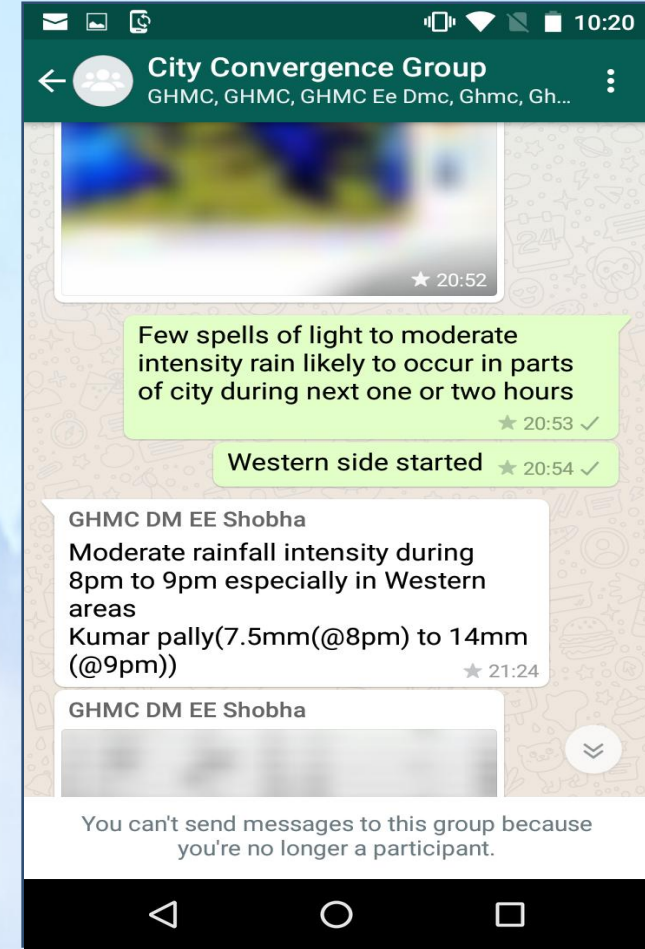 10:20
City Convergence Group
GHMC, GHMC, GHMC Ee Dmc, Ghmc, Gh...
★ 20:52
Few spells of light to moderate
intensity rain likely to occur in parts
of city during next one or two hours
★ 20:53 ✓
Western side started ★ 20:54 ✓
GHMC DM EE Shobha
Moderate rainfall intensity during
8pm to 9pm especially in Western
areas
Kumar pally(7.5mm(@8pm) to 14mm
(@9pm))
★ 21:24
GHMC DM EE Shobha
You can't send messages to this group because
you're no longer a participant.